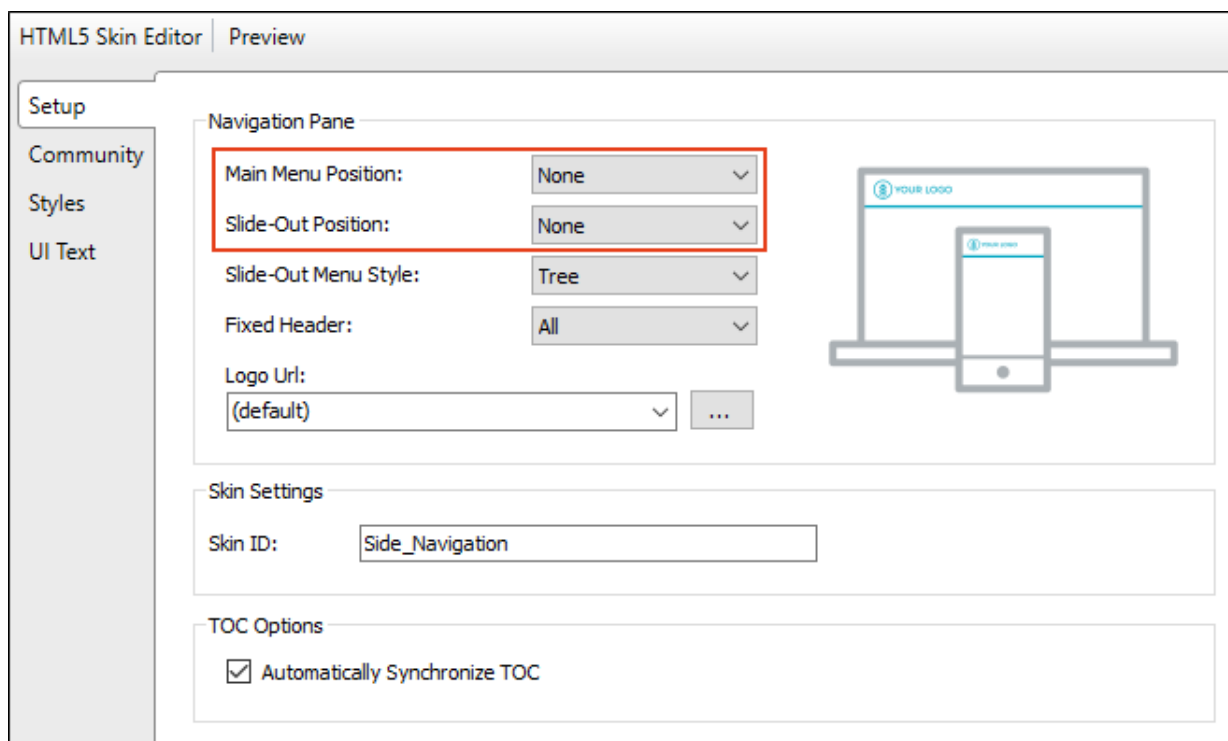 HTML5 Skin Editor Preview
Setup
Community
Styles
UI Text
Navigation Pane
Main Menu Position: None
Slide-Out Position: None
Slide-Out Menu Style: Tree
Fixed Header: All
Logo Url:
(default) ...
YOUR LOGO
YOUR LOGO
Skin Settings
Skin ID: Side_Navigation
TOC Options
Automatically Synchronize TOC